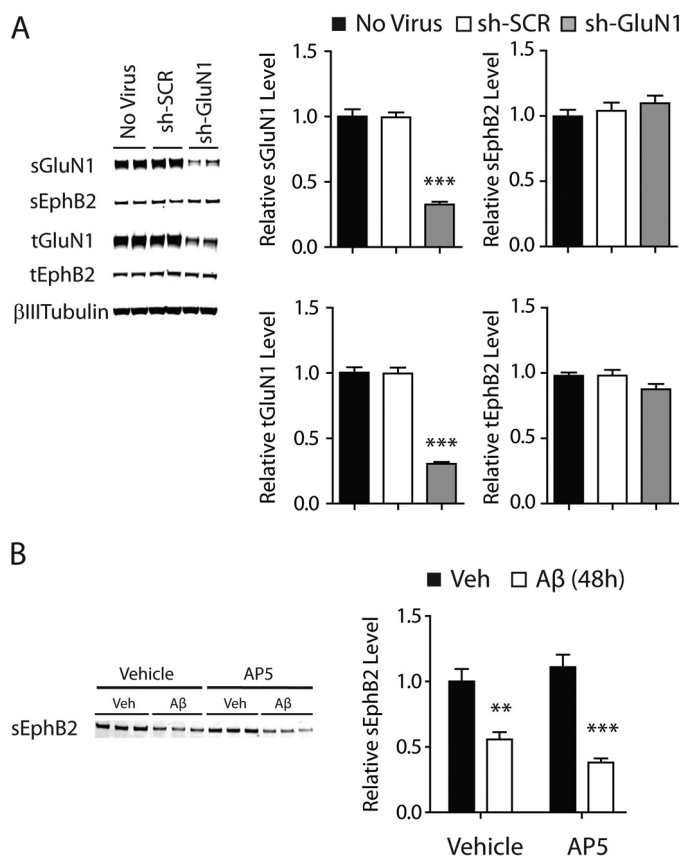 A
No Virus sh-SCR sh-GluN1
No Virus
sh-SCR
sh-GluN1
sGluN1
sEphB2
tGluN1
tEphB2
βIIITubulin
Relative sGluN1 Level
1.5
1.0
0.5
0.0
***
Relative sEphB2 Level
1.5
1.0
0.5
0.0
Relative tGluN1 Level
1.5
1.0
0.5
0.0
***
Relative tEphB2 Level
1.5
1.0
0.5
0.0
B
Vehicle AP5
Veh Aβ Veh Aβ
sEphB2
Veh Aβ (48h)
Relative sEphB2 Level
1.5
1.0
0.5
0.0
** ***
Vehicle AP5